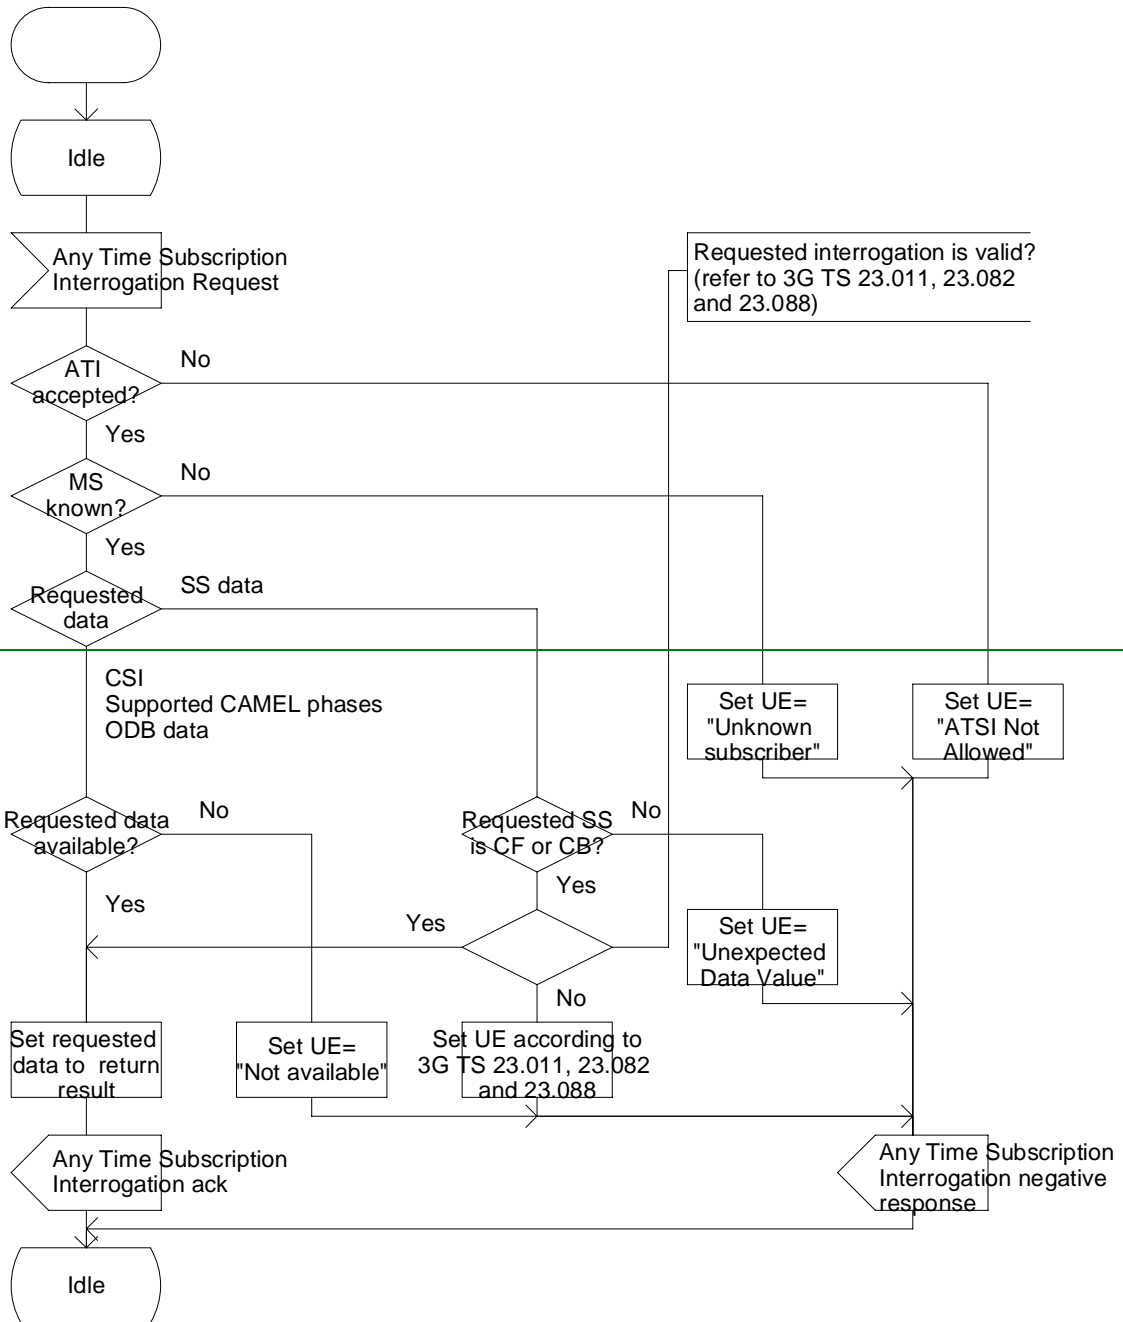 Idle
Any Time Subscription
Interrogation Request
Requested interrogation is valid?
(refer to 3G TS 23.011, 23.082
and 23.088)
ATI
accepted?
No
Yes
MS
known?
No
Yes
Requested
data
SS data
CSI
Supported CAMEL phases
ODB data
Set UE=
"Unknown
subscriber"
Set UE=
"ATSI Not
Allowed"
Requested data
available?
No
Requested SS
is CF or CB?
No
Yes
Yes
Yes
Set UE=
"Unexpected
Data Value"
No
Set requested
data to return
result
Set UE=
"Not available"
Set UE according to
3G TS 23.011, 23.082
and 23.088
Any Time Subscription
Interrogation ack
Any Time Subscription
Interrogation negative
response
Idle